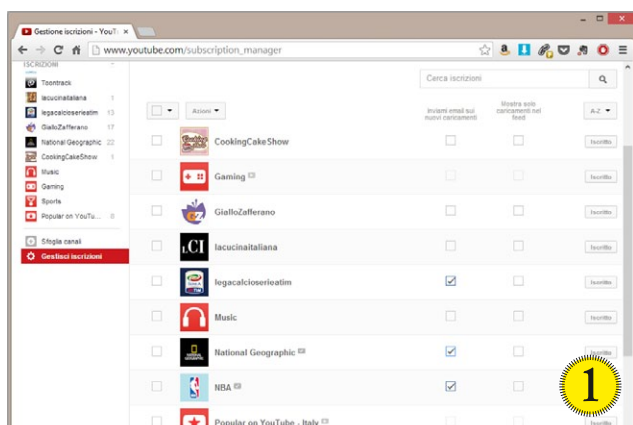 Gestione iscrizioni - YouT
www.youtube.com/subscription_manager
ISCRIZIONI
Toontrack
lacucinaitaliana 1
legacalcioserieatim 13
GialloZafferano 17
National Geographic 22
CookingCakeShow 1
Music
Gaming
Sports
Popular on YouTu... 8
Sfoglia canali
Gestisci iscrizioni
Cerca iscrizioni
Azioni
Inviami email sui nuovi caricamenti
Mostra solo caricamenti nel feed
A-Z
CookingCakeShow Iscritto
Gaming Iscritto
GialloZafferano Iscritto
LCI lacucinaitaliana Iscritto
legacalcioserieatim Iscritto
Music Iscritto
National Geographic Iscritto
NBA
Popular on YouTube - Italy
1